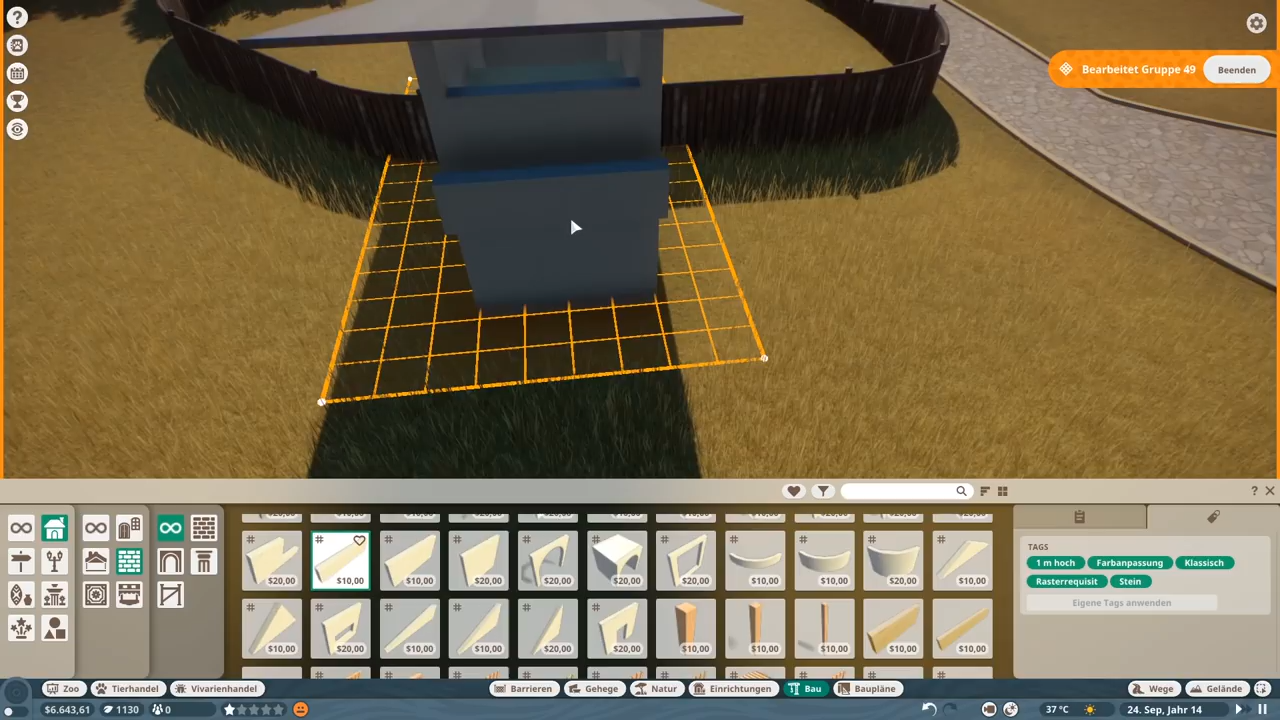 ?
Bearbeitet Gruppe 49
Beenden
? ×
$20,00 $10,00 $10,00 $20,00 $20,00 $20,00 $20,00 $10,00 $10,00 $20,00 $10,00
$10,00 $20,00 $10,00 $10,00 $20,00 $20,00 $10,00 $10,00 $10,00 $20,00 $10,00
TAGS
1 m hoch Farbanpassung Klassisch
Rasterrequisit Stein
Eigene Tags anwenden
Zoo Tierhandel Vivarienhandel Barrieren Gehege Natur Einrichtungen Bau Baupläne Wege Gelände
$6.643,61 1130 0 37 °C 24. Sep, Jahr 14